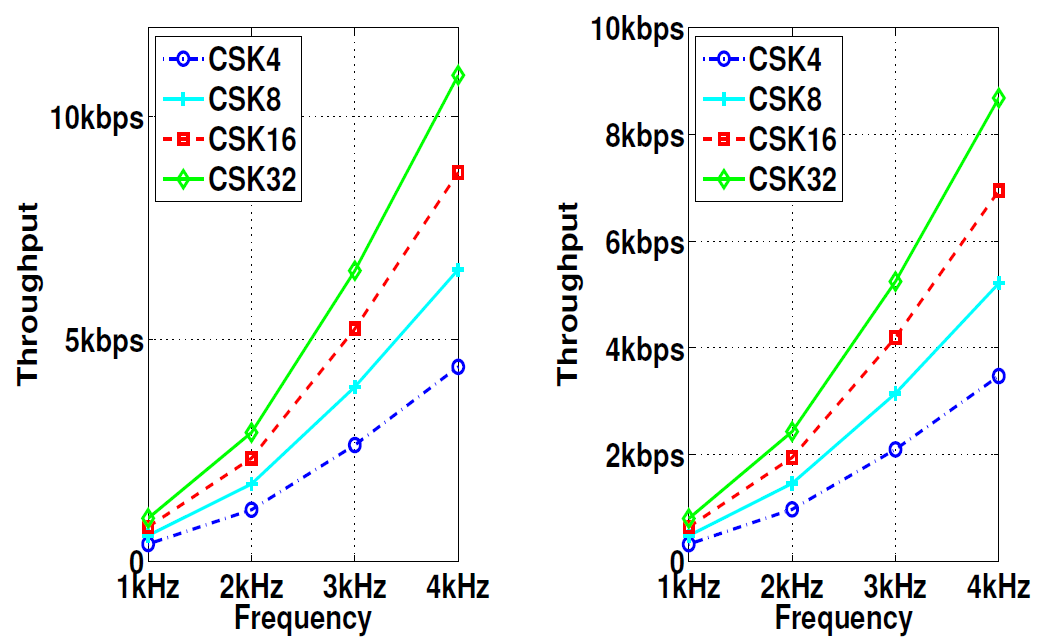 CSK4
CSK8
CSK16
CSK32
10kbps
5kbps
0
Throughput
1kHz 2kHz 3kHz 4kHz
Frequency
CSK4
CSK8
CSK16
CSK32
10kbps
8kbps
6kbps
4kbps
2kbps
0
Throughput
1kHz 2kHz 3kHz 4kHz
Frequency